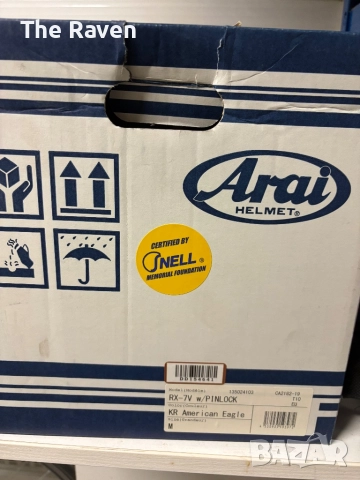 The Raven
Arai
HELMET®
CERTIFIED BY
SNELL®
MEMORIAL FOUNDATION
RX-7V w/PINLOCK
KR American Eagle
M
BAZAR